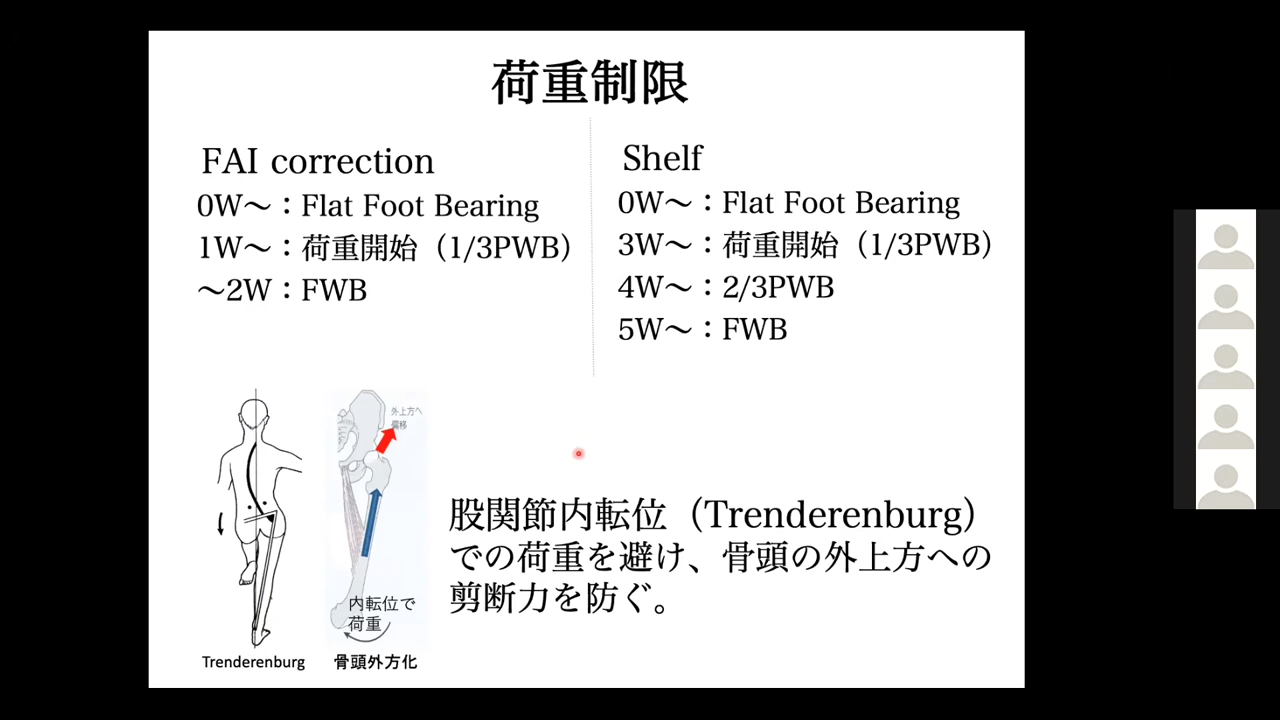 荷重制限
FAI correction
0W〜：Flat Foot Bearing
1W〜：荷重開始（1/3PWB）
〜2W：FWB
Shelf
0W〜：Flat Foot Bearing
3W〜：荷重開始（1/3PWB）
4W〜：2/3PWB
5W〜：FWB
外上方へ
偏移
内転位で
荷重
Trenderenburg
骨頭外方化
股関節内転位（Trenderenburg）
での荷重を避け、骨頭の外上方への
剪断力を防ぐ。